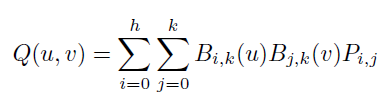 Q(u, v) = \sum_{i=0}^{h} \sum_{j=0}^{k} B_{i,k}(u) B_{j,k}(v) P_{i,j}